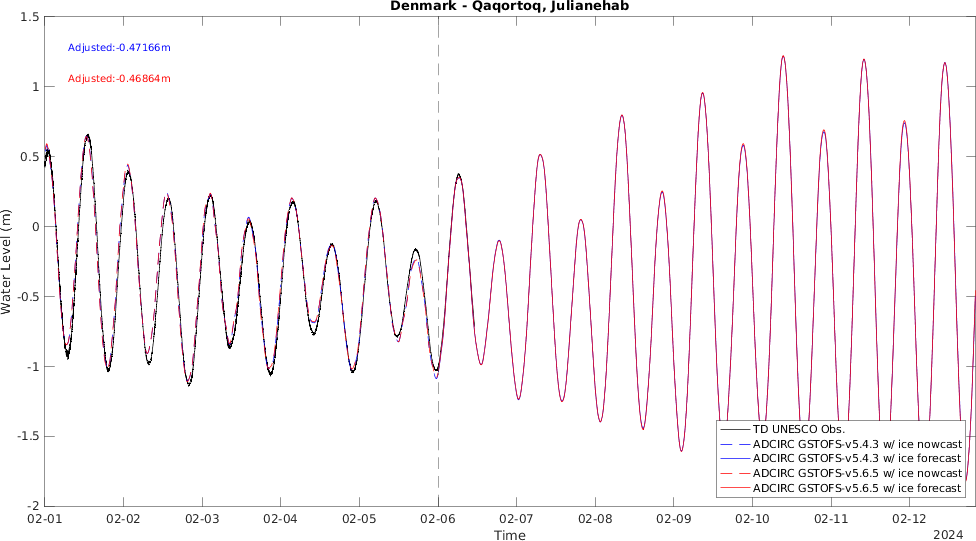 Denmark - Qaqortoq, Julianehab
1.5
Adjusted:-0.47166m
Adjusted:-0.46864m
1
0.5
0
-0.5
-1
-1.5
-2
Water Level (m)
TD UNESCO Obs.
ADCIRC GSTOFS-v5.4.3 w/ ice nowcast
ADCIRC GSTOFS-v5.4.3 w/ ice forecast
ADCIRC GSTOFS-v5.6.5 w/ ice nowcast
ADCIRC GSTOFS-v5.6.5 w/ ice forecast
02-01 02-02 02-03 02-04 02-05 02-06 02-07 02-08 02-09 02-10 02-11 02-12
Time
2024